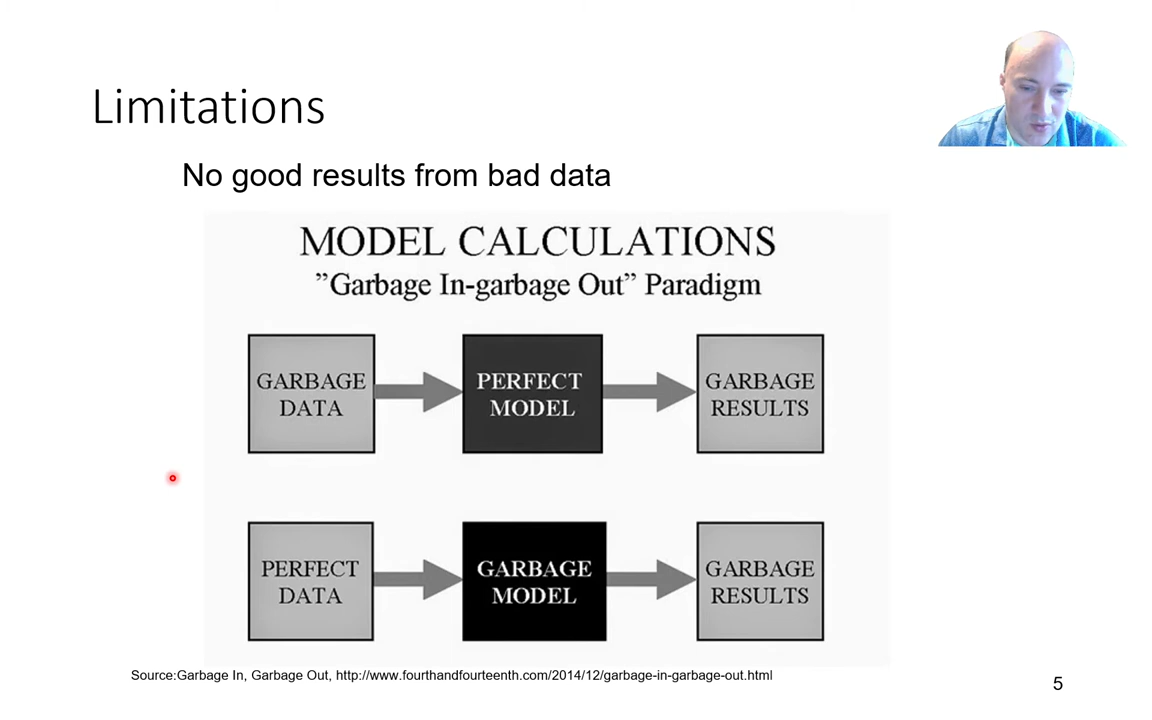 Limitations
No good results from bad data
MODEL CALCULATIONS
”Garbage In-garbage Out” Paradigm
GARBAGE
DATA
PERFECT
MODEL
GARBAGE
RESULTS
PERFECT
DATA
GARBAGE
MODEL
GARBAGE
RESULTS
Source:Garbage In, Garbage Out, http://www.fourthandfourteenth.com/2014/12/garbage-in-garbage-out.html
5